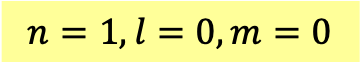 n = 1, l = 0, m = 0